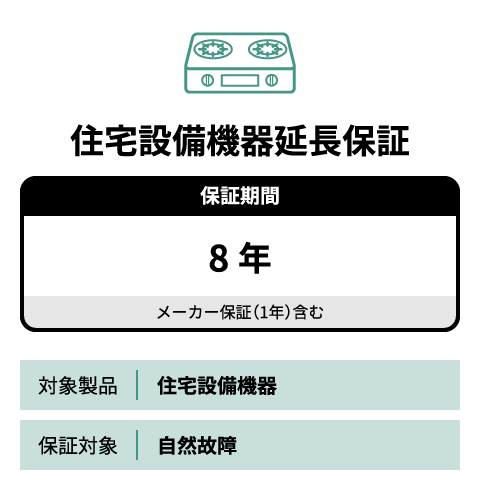 住宅設備機器延長保証
保証期間
8 年
メーカー保証（1年）含む
対象製品 住宅設備機器
保証対象 自然故障